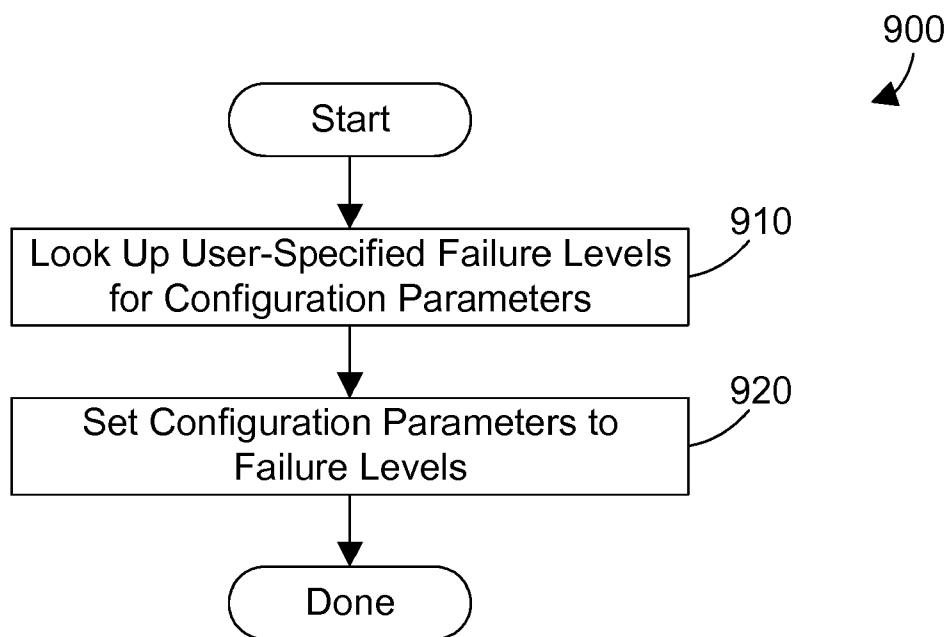 900
Start
910
Look Up User-Specified Failure Levels
for Configuration Parameters
920
Set Configuration Parameters to
Failure Levels
Done